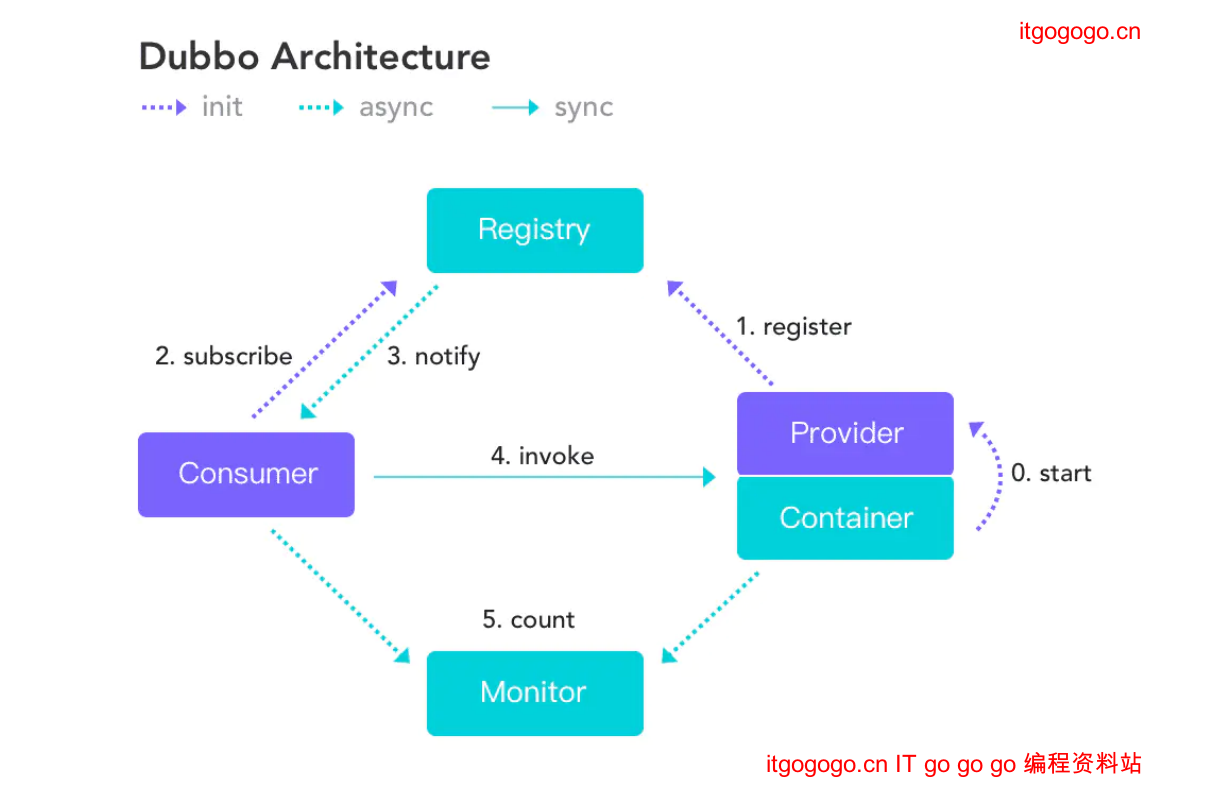 itgogogo.cn
Dubbo Architecture
init async sync
Registry
1. register
2. subscribe
3. notify
Provider
4. invoke
Consumer
0. start
Container
5. count
Monitor
itgogogo.cn IT go go go 编程资料站